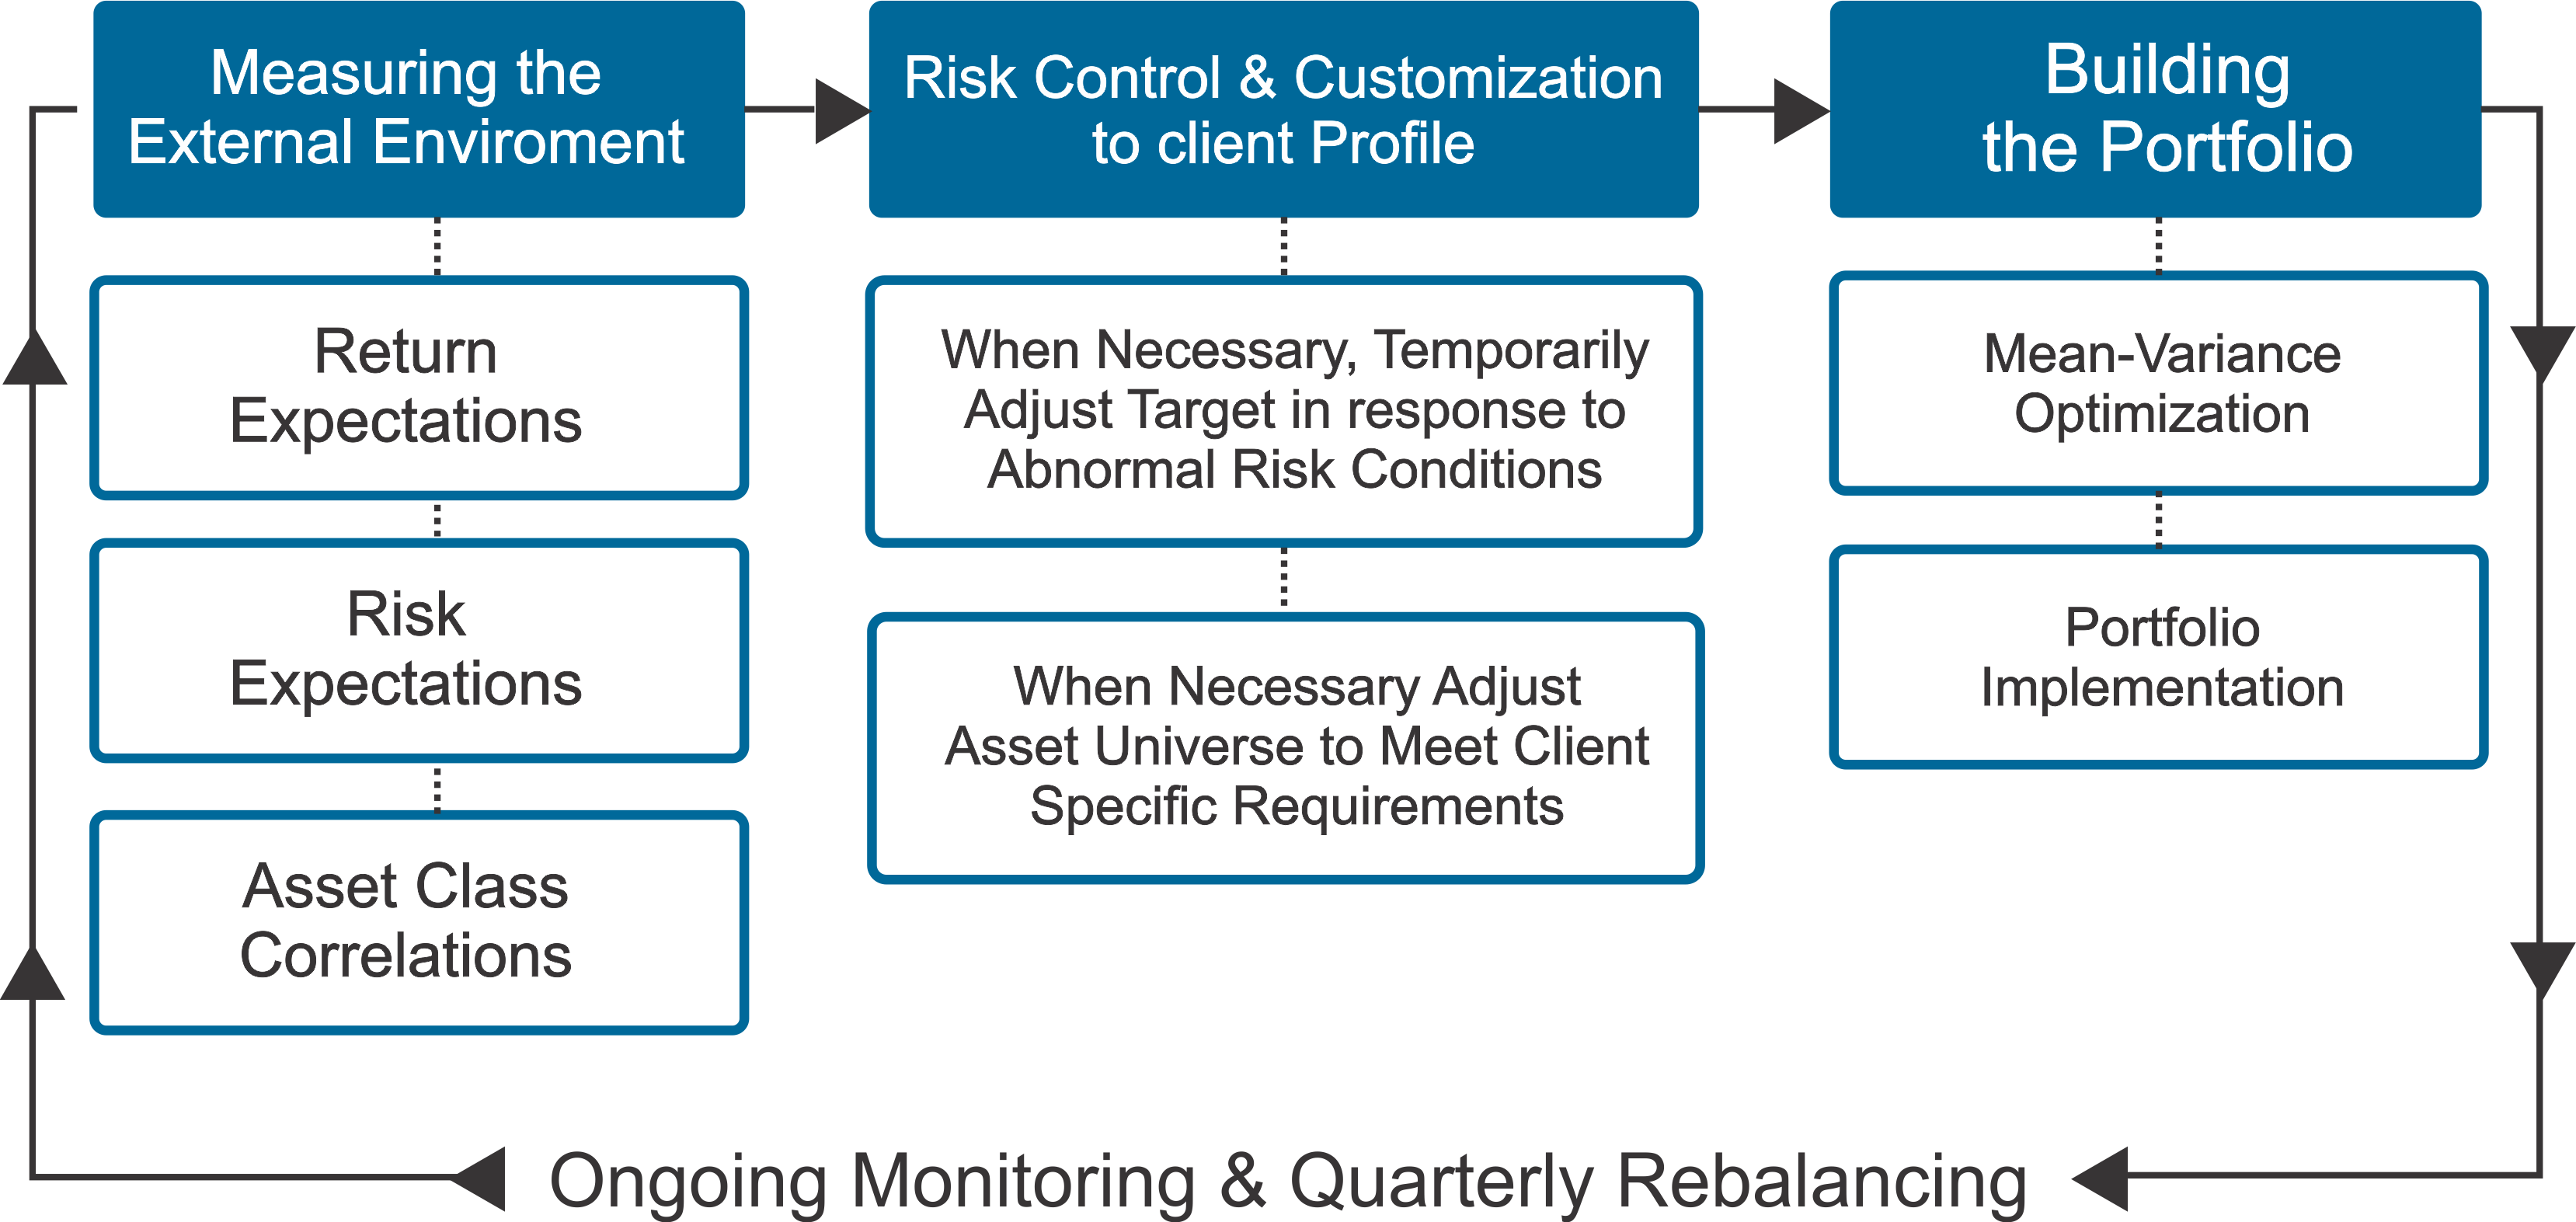 Measuring the
External Enviroment
Return
Expectations
Risk
Expectations
Asset Class
Correlations
Risk Control & Customization
to client Profile
When Necessary, Temporarily
Adjust Target in response to
Abnormal Risk Conditions
When Necessary Adjust
Asset Universe to Meet Client
Specific Requirements
Building
the Portfolio
Mean-Variance
Optimization
Portfolio
Implementation
Ongoing Monitoring & Quarterly Rebalancing